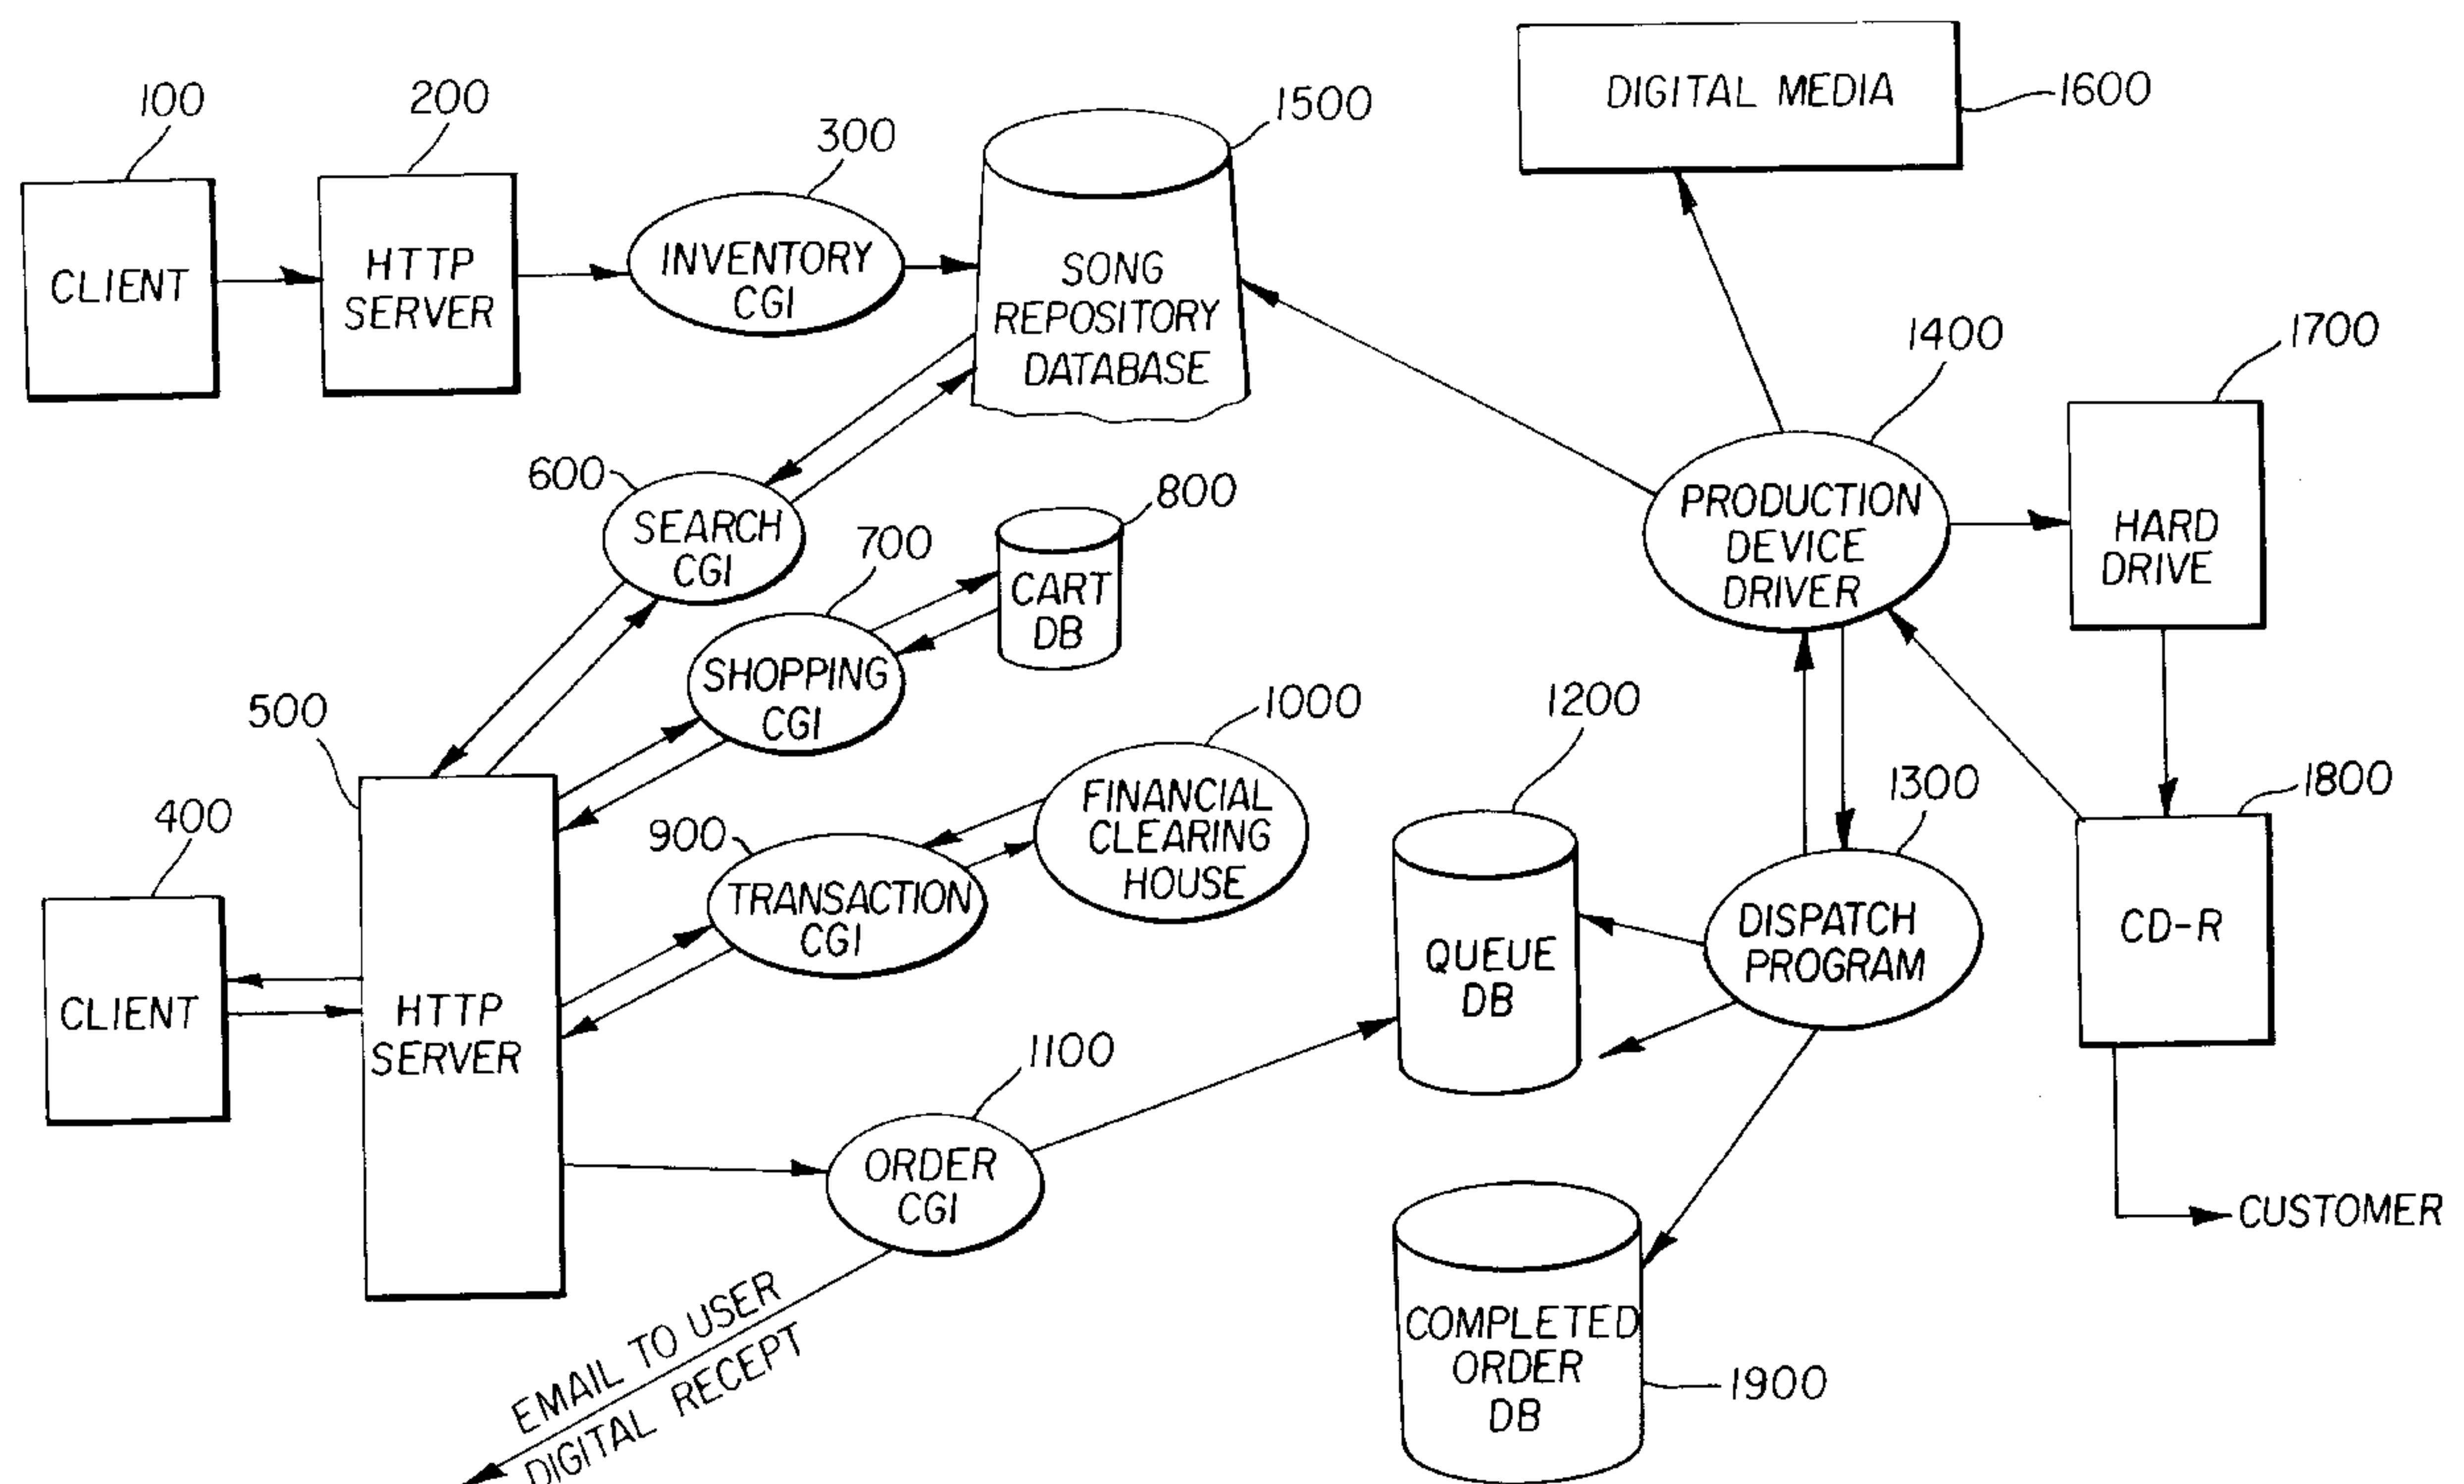 100
200
300
1500
DIGITAL MEDIA
1600
CLIENT
HTTP
SERVER
INVENTORY
CGI
SONG
REPOSITORY
DATABASE
1400
1700
600
SEARCH
CGI
700
800
CART
DB
PRODUCTION
DEVICE
DRIVER
HARD
DRIVE
SHOPPING
CGI
500
1000
1200
1300
1800
400
900
FINANCIAL
CLEARING
HOUSE
TRANSACTION
CGI
QUEUE
DB
DISPATCH
PROGRAM
CD-R
CLIENT
HTTP
SERVER
1100
ORDER
CGI
CUSTOMER
EMAIL TO USER
DIGITAL RECEPT
COMPLETED
ORDER
DB
1900